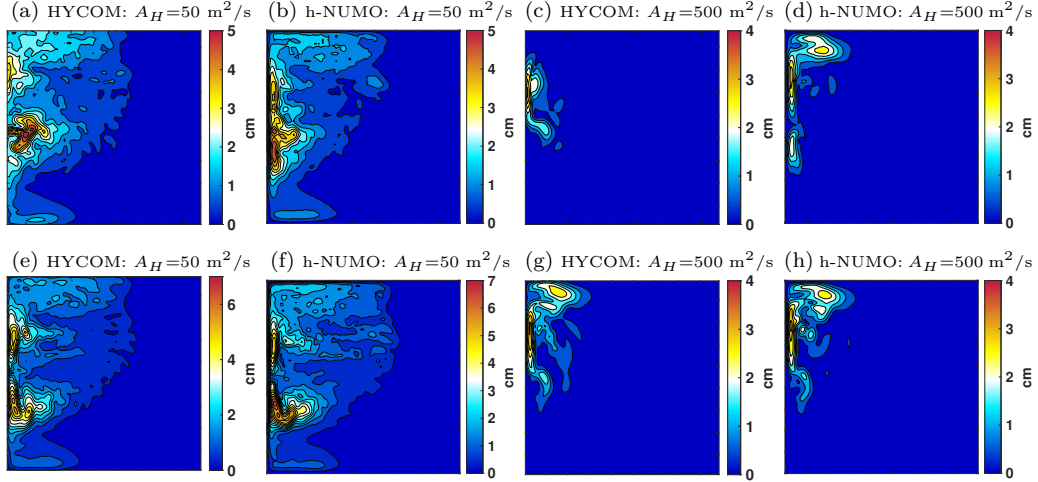 (a) HYCOM: A_H=50 m²/s
5
4
3
2
1
0
cm
(b) h-NUMO: A_H=50 m²/s
5
4
3
2
1
0
cm
(c) HYCOM: A_H=500 m²/s
4
3
2
1
0
cm
(d) h-NUMO: A_H=500 m²/s
4
3
2
1
0
cm
(e) HYCOM: A_H=50 m²/s
6
4
2
0
cm
(f) h-NUMO: A_H=50 m²/s
7
6
5
4
3
2
1
0
cm
(g) HYCOM: A_H=500 m²/s
4
3
2
1
0
cm
(h) h-NUMO: A_H=500 m²/s
4
3
2
1
0
cm